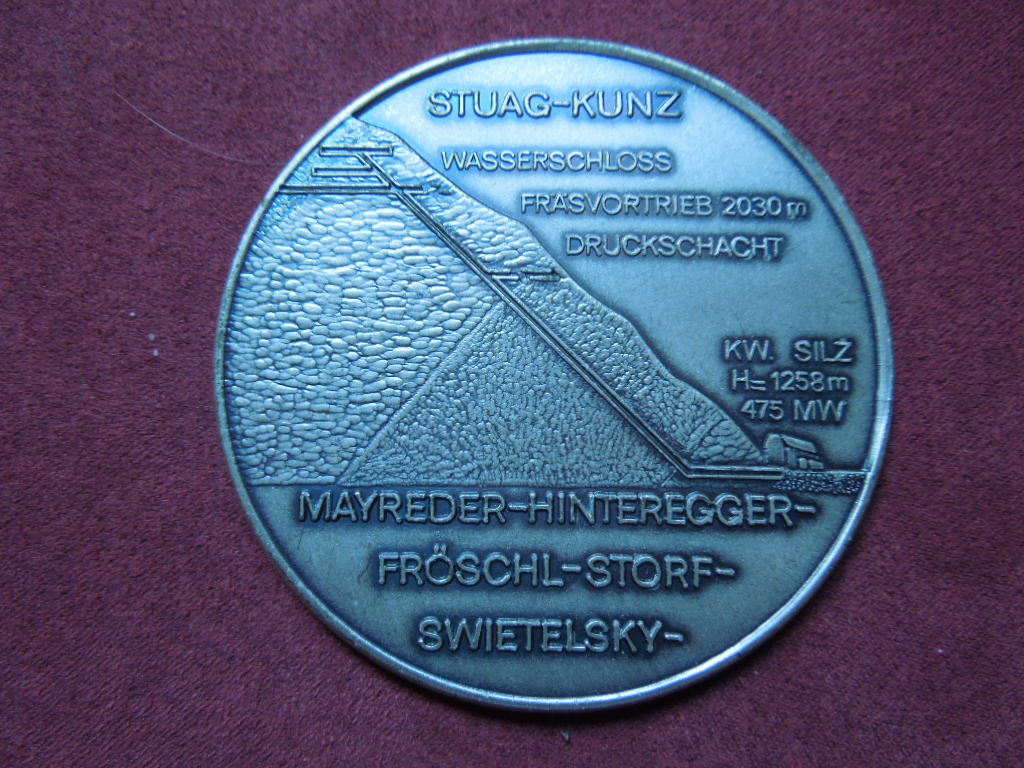 STUAG-KUNZ
WASSERSCHLOSS
FRÄSVORTRIEB 2030 m
DRUCKSCHACHT
KW. SILZ
H= 1258 m
475 MW
MAYREDER-HINTEREGGER-
FRÖSCHL-STORF-
SWIETELSKY-